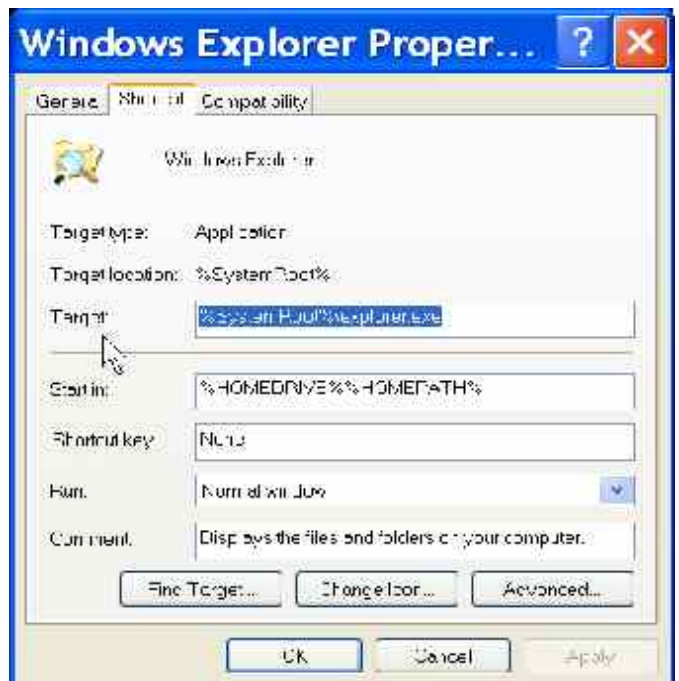 Windows Explorer Proper...
General Shortcut Compatibility
Windows Explorer
Target type: Application
Target location: %SystemRoot%
Target: %SystemRoot%\explorer.exe
Start in: %HOMEDRIVE%%HOMEPATH%
Shortcut key: None
Run: Normal window
Comment: Displays the files and folders on your computer.
Find Target... Change Icon... Advanced...
OK Cancel Apply